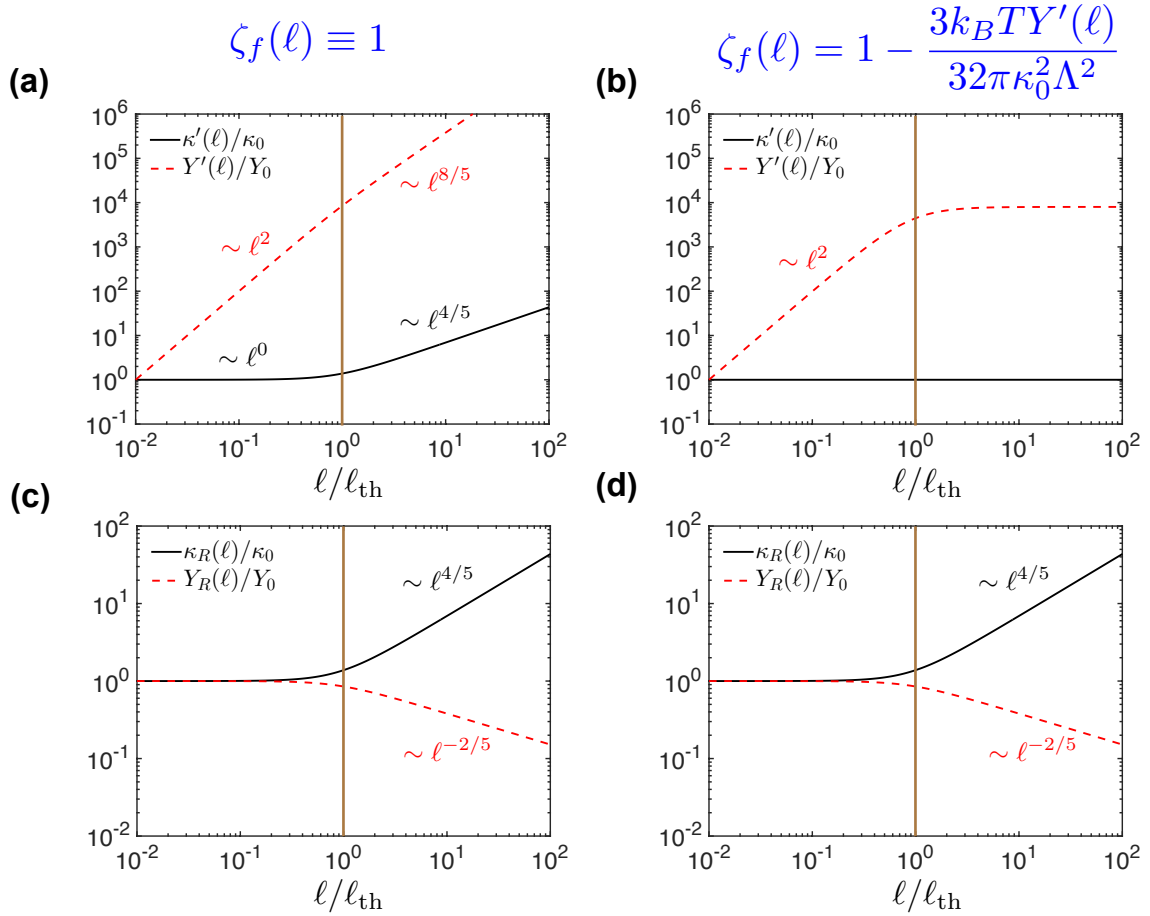 ζ_f(ℓ) ≡ 1
ζ_f(ℓ) = 1 − 3k_BTY′(ℓ) / 32πκ_0^2Λ^2
(a)
10^6
10^5
10^4
10^3
10^2
10^1
10^0
10^-1
κ′(ℓ)/κ_0
Y′(ℓ)/Y_0
∼ ℓ^{8/5}
∼ ℓ^2
∼ ℓ^{4/5}
∼ ℓ^0
10^-2 10^-1 10^0 10^1 10^2
ℓ/ℓ_th
(b)
10^6
10^5
10^4
10^3
10^2
10^1
10^0
10^-1
κ′(ℓ)/κ_0
Y′(ℓ)/Y_0
∼ ℓ^2
10^-2 10^-1 10^0 10^1 10^2
ℓ/ℓ_th
(c)
10^2
10^1
10^0
10^-1
10^-2
κ_R(ℓ)/κ_0
Y_R(ℓ)/Y_0
∼ ℓ^{4/5}
∼ ℓ^{−2/5}
10^-2 10^-1 10^0 10^1 10^2
ℓ/ℓ_th
(d)
10^2
10^1
10^0
10^-1
10^-2
κ_R(ℓ)/κ_0
Y_R(ℓ)/Y_0
∼ ℓ^{4/5}
∼ ℓ^{−2/5}
10^-2 10^-1 10^0 10^1 10^2
ℓ/ℓ_th